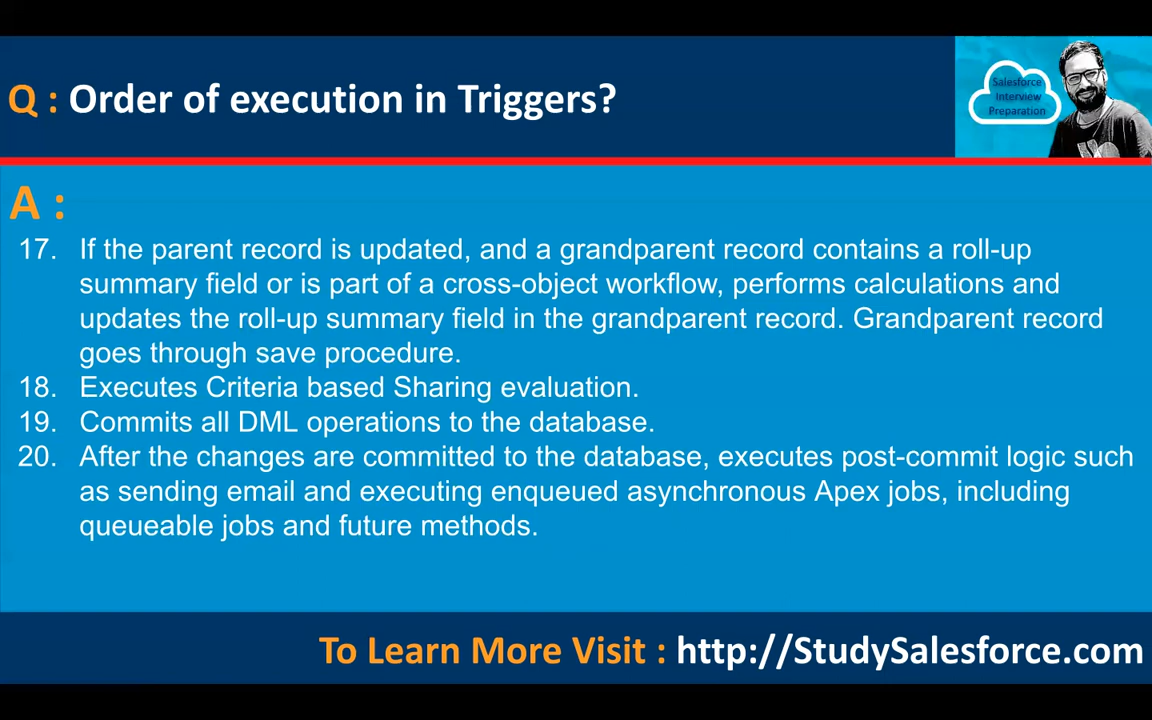 Q : Order of execution in Triggers?
Salesforce
Interview
Preparation
A :
17. If the parent record is updated, and a grandparent record contains a roll-up
summary field or is part of a cross-object workflow, performs calculations and
updates the roll-up summary field in the grandparent record. Grandparent record
goes through save procedure.
18. Executes Criteria based Sharing evaluation.
19. Commits all DML operations to the database.
20. After the changes are committed to the database, executes post-commit logic such
as sending email and executing enqueued asynchronous Apex jobs, including
queueable jobs and future methods.
To Learn More Visit : http://StudySalesforce.com